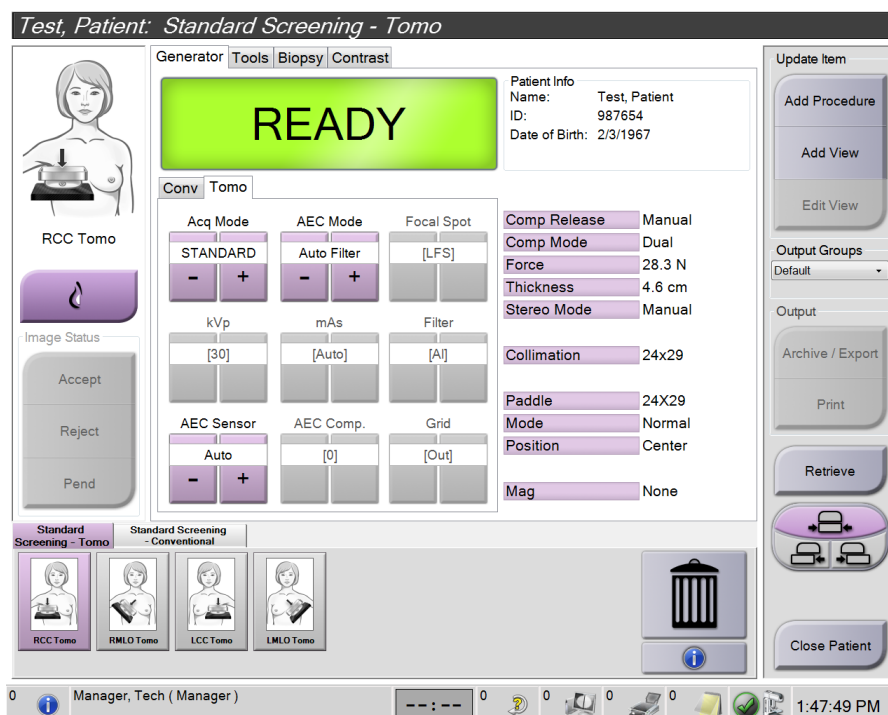 Test, Patient: Standard Screening - Tomo
Generator Tools Biopsy Contrast
READY
Patient Info
Name: Test, Patient
ID: 987654
Date of Birth: 2/3/1967
RCC Tomo
Conv Tomo
Acq Mode AEC Mode Focal Spot
STANDARD Auto Filter [LFS]
- + - +
kVp mAs Filter
[30] [Auto] [Al]
AEC Sensor AEC Comp. Grid
Auto [0] [Out]
- +
Comp Release Manual
Comp Mode Dual
Force 28.3 N
Thickness 4.6 cm
Stereo Mode Manual
Collimation 24x29
Paddle 24X29
Mode Normal
Position Center
Mag None
Image Status
Accept
Reject
Pend
Update Item
Add Procedure
Add View
Edit View
Output Groups
Default
Output
Archive / Export
Print
Retrieve
Close Patient
Standard
Screening - Tomo
Standard Screening
- Conventional
RCC Tomo RMLO Tomo LCC Tomo LMLO Tomo
0 Manager, Tech ( Manager ) --:-- 0 0 0 0 1:47:49 PM